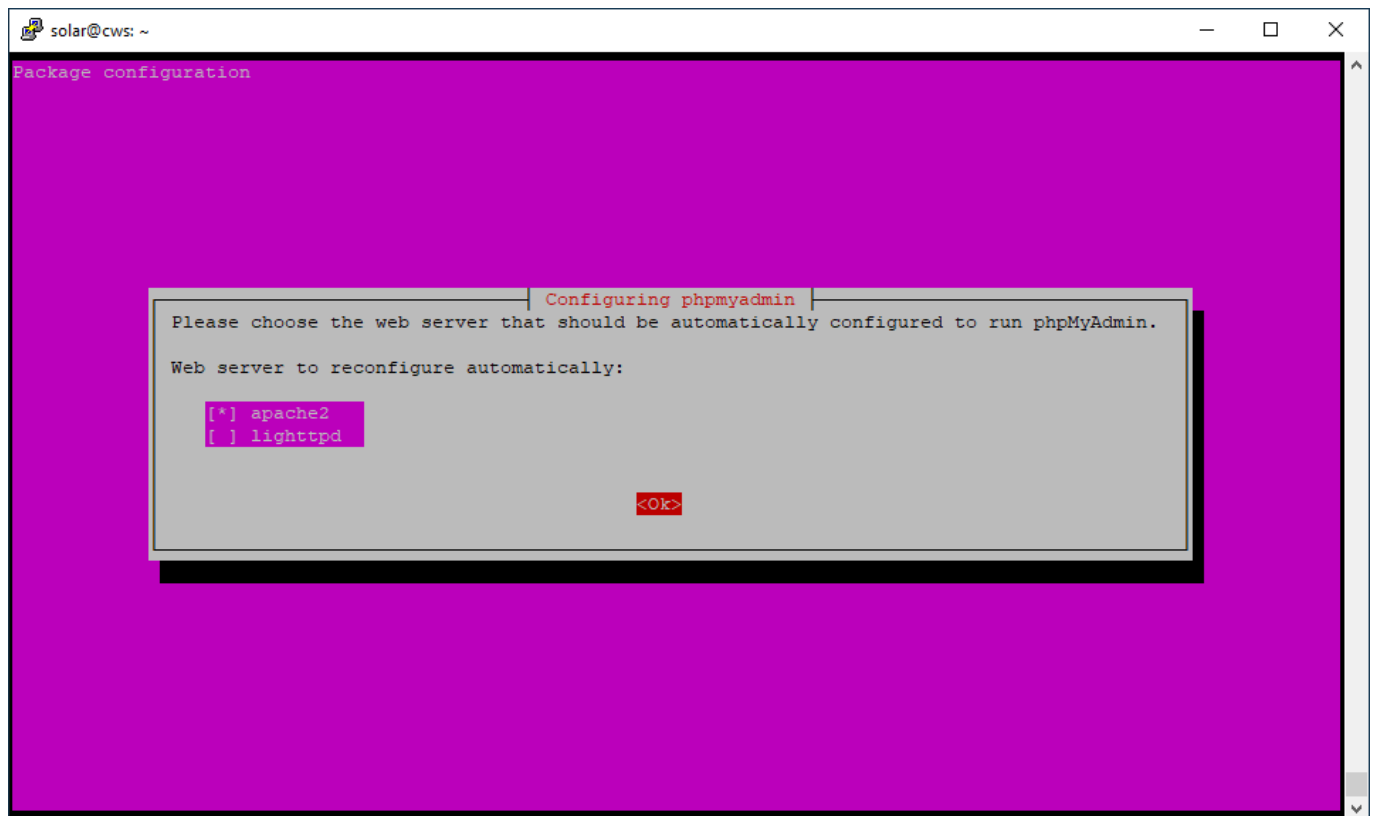 solar@cws: ~
Package configuration
Configuring phpmyadmin
Please choose the web server that should be automatically configured to run phpMyAdmin.
Web server to reconfigure automatically:
[*] apache2
[ ] lighttpd
<Ok>